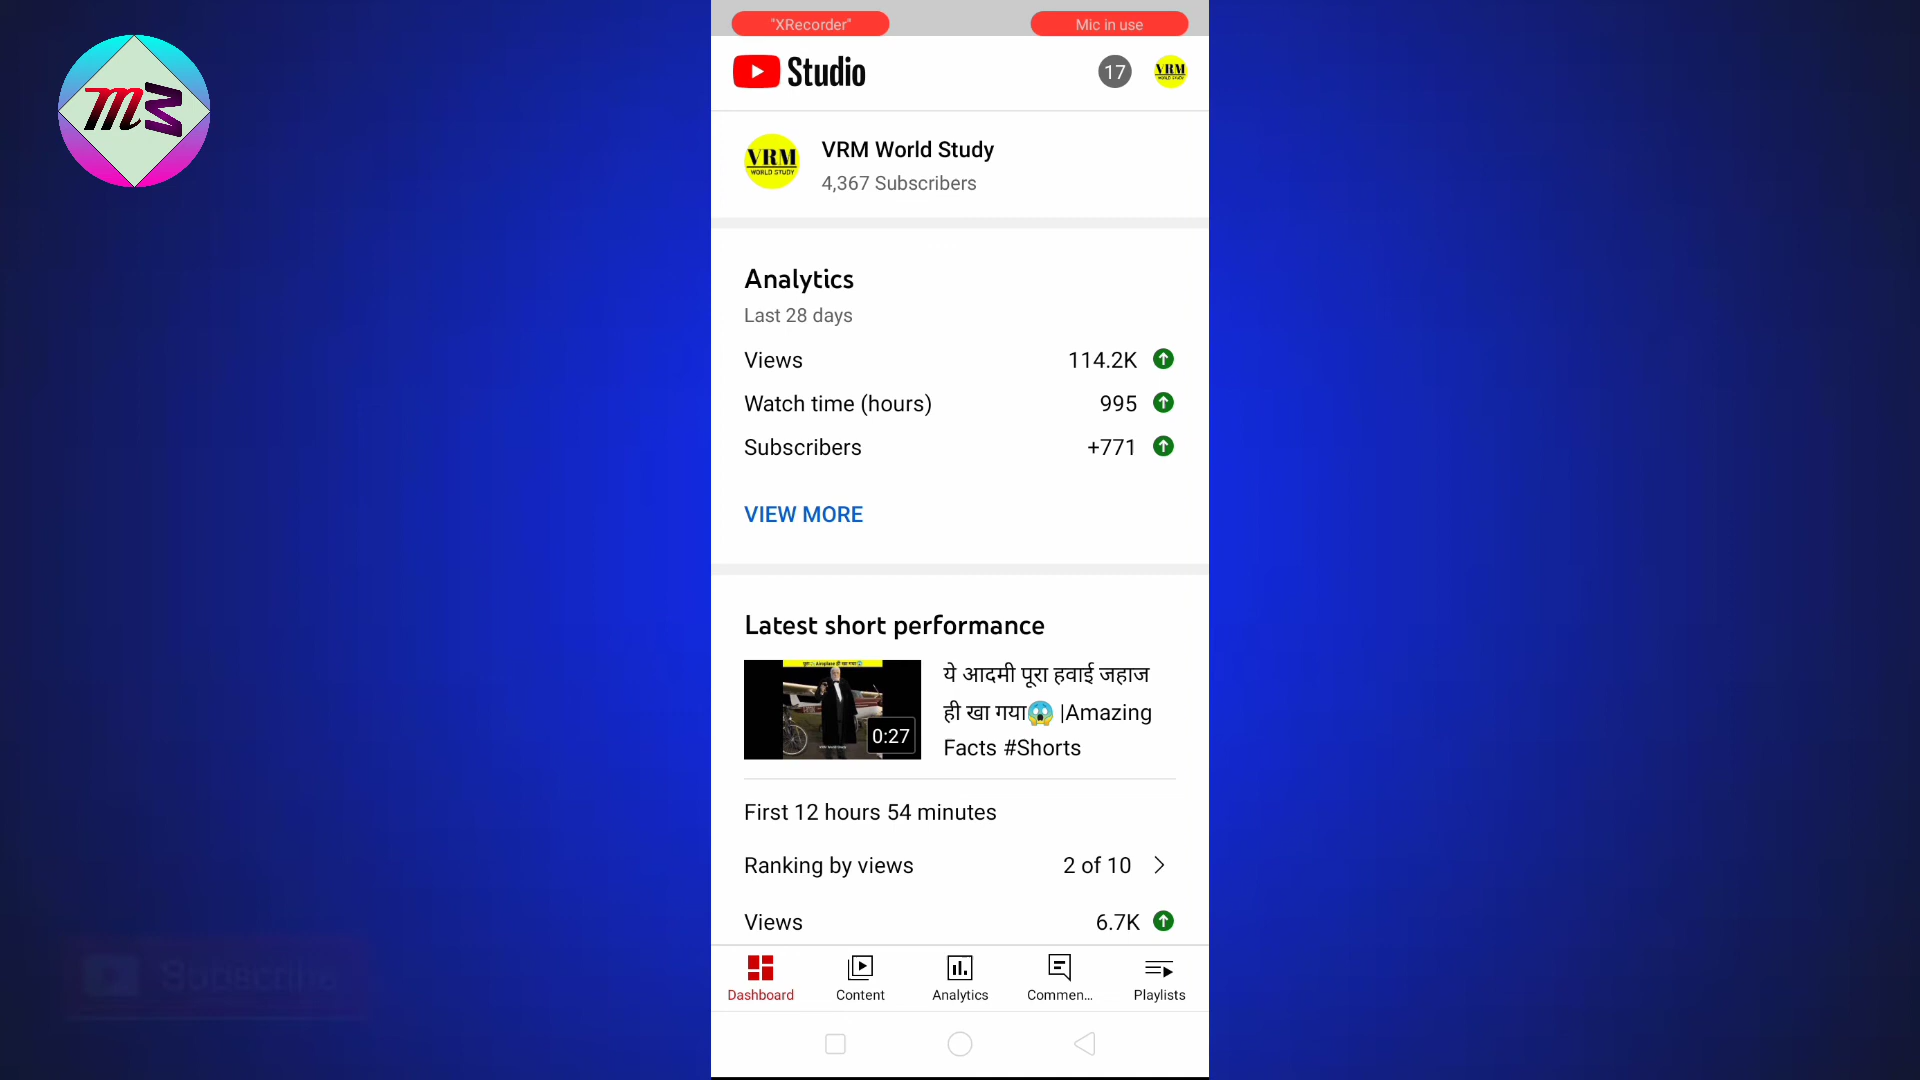 "XRecorder"
Mic in use
M3
Studio
17
VRM
VRM
WORLD STUDY
VRM World Study
4,367 Subscribers
Analytics
Last 28 days
Views 114.2K
Watch time (hours) 995
Subscribers +771
VIEW MORE
Latest short performance
ये आदमी पूरा हवाई जहाज
ही खा गया😱 |Amazing
Facts #Shorts
0:27
First 12 hours 54 minutes
Ranking by views 2 of 10
Views 6.7K
Subscribe
Dashboard
Content
Analytics
Commen...
Playlists